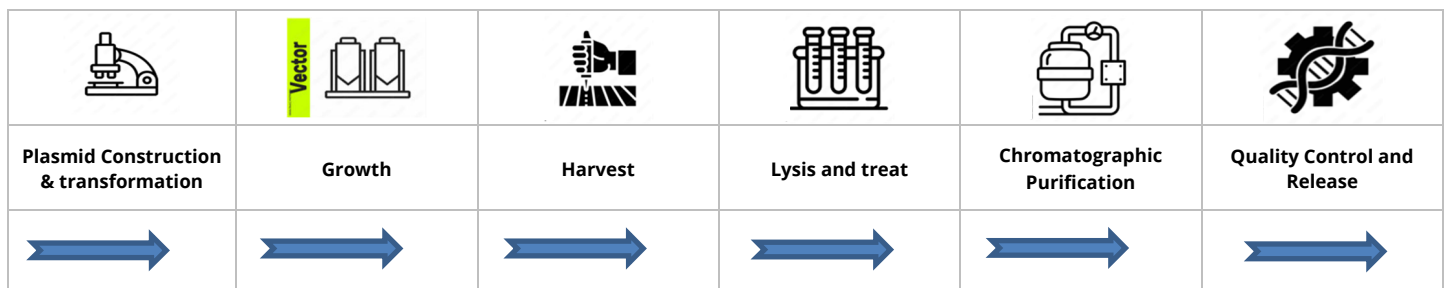 Vector
Plasmid Construction
& transformation
Growth
Harvest
Lysis and treat
Chromatographic
Purification
Quality Control and
Release